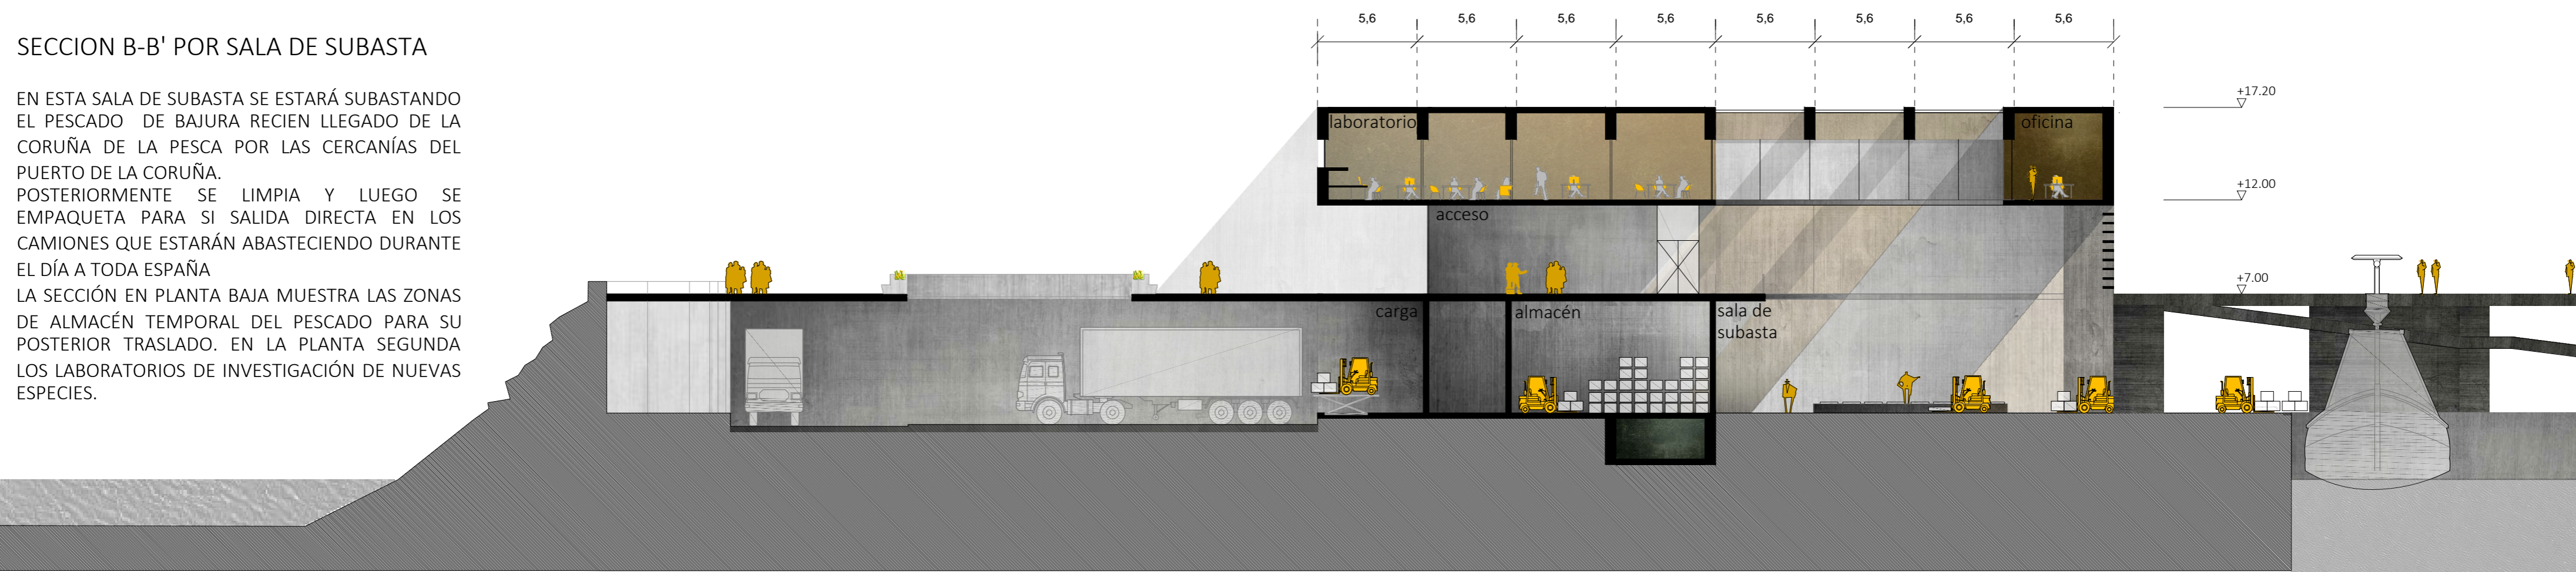 SECCION B-B' POR SALA DE SUBASTA
EN ESTA SALA DE SUBASTA SE ESTARÁ SUBASTANDO
EL PESCADO DE BAJURA RECIEN LLEGADO DE LA
CORUÑA DE LA PESCA POR LAS CERCANÍAS DEL
PUERTO DE LA CORUÑA.
POSTERIORMENTE SE LIMPIA Y LUEGO SE
EMPAQUETA PARA SI SALIDA DIRECTA EN LOS
CAMIONES QUE ESTARÁN ABASTECIENDO DURANTE
EL DÍA A TODA ESPAÑA
LA SECCIÓN EN PLANTA BAJA MUESTRA LAS ZONAS
DE ALMACÉN TEMPORAL DEL PESCADO PARA SU
POSTERIOR TRASLADO. EN LA PLANTA SEGUNDA
LOS LABORATORIOS DE INVESTIGACIÓN DE NUEVAS
ESPECIES.
5,6 5,6 5,6 5,6 5,6 5,6 5,6 5,6
+17.20
laboratorio oficina
+12.00
acceso
+7.00
carga almacén sala de
subasta